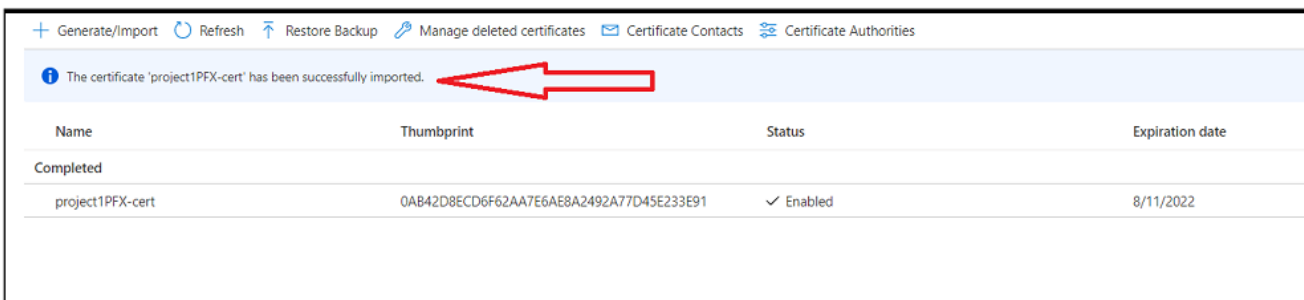 Generate/Import Refresh Restore Backup Manage deleted certificates Certificate Contacts Certificate Authorities
The certificate 'project1PFX-cert' has been successfully imported.
Name Thumbprint Status Expiration date
Completed
project1PFX-cert 0AB42D8ECD6F62AA7E6AE8A2492A77D45E233E91 Enabled 8/11/2022